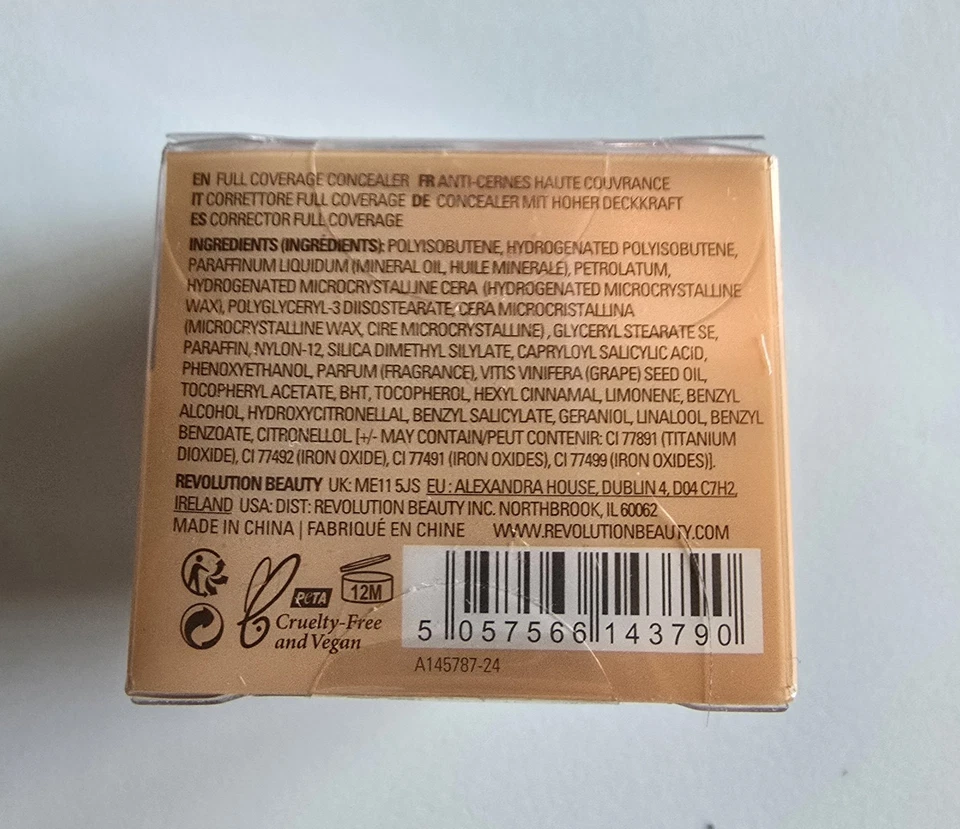 EN FULL COVERAGE CONCEALER FR ANTI-CERNES HAUTE COUVRANCE
IT CORRETTORE FULL COVERAGE DE CONCEALER MIT HOHER DECKKRAFT
ES CORRECTOR FULL COVERAGE
INGREDIENTS (INGRÉDIENTS): POLYISOBUTENE, HYDROGENATED POLYISOBUTENE,
PARAFFINUM LIQUIDUM (MINERAL OIL, HUILE MINERALE), PETROLATUM,
HYDROGENATED MICROCRYSTALLINE CERA (HYDROGENATED MICROCRYSTALLINE
WAX), POLYGLYCERYL-3 DIISOSTEARATE, CERA MICROCRISTALLINA
(MICROCRYSTALLINE WAX, CIRE MICROCRYSTALLINE) , GLYCERYL STEARATE SE,
PARAFFIN, NYLON-12, SILICA DIMETHYL SILYLATE, CAPRYLOYL SALICYLIC ACID,
PHENOXYETHANOL, PARFUM (FRAGRANCE), VITIS VINIFERA (GRAPE) SEED OIL,
TOCOPHERYL ACETATE, BHT, TOCOPHEROL, HEXYL CINNAMAL, LIMONENE, BENZYL
ALCOHOL, HYDROXYCITRONELLAL, BENZYL SALICYLATE, GERANIOL, LINALOOL, BENZYL
BENZOATE, CITRONELLOL. [+/- MAY CONTAIN/PEUT CONTENIR: CI 77891 (TITANIUM
DIOXIDE), CI 77492 (IRON OXIDE), CI 77491 (IRON OXIDES), CI 77499 (IRON OXIDES)].
REVOLUTION BEAUTY UK: ME11 5JS EU : ALEXANDRA HOUSE, DUBLIN 4, D04 C7H2,
IRELAND USA: DIST: REVOLUTION BEAUTY INC. NORTHBROOK, IL 60062
MADE IN CHINA | FABRIQUÉ EN CHINE WWW.REVOLUTIONBEAUTY.COM
PeTA
Cruelty-Free
and Vegan
12M
5 057566 143790
A145787-24